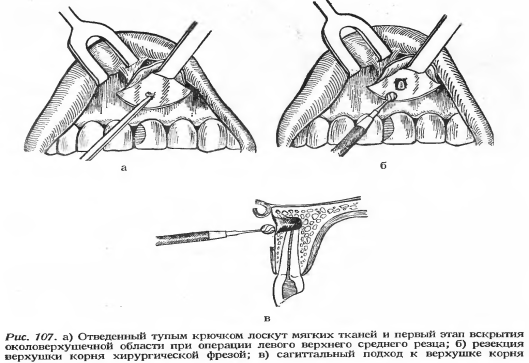 а
б
в
Рис. 107. а) Отведенный тупым крючком лоскут мягких тканей и первый этап вскрытия
околоверхушечной области при операции левого верхнего среднего резца; б) резекция
верхушки корня хирургической фрезой; в) сагиттальный подход к верхушке корня